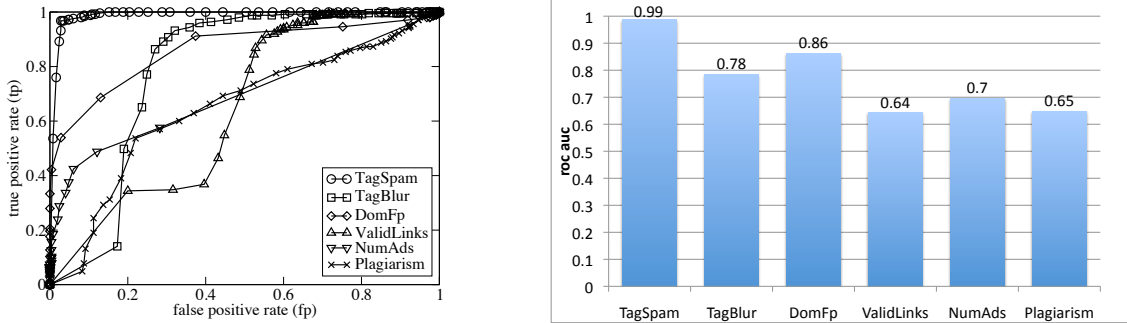 1
0.8
0.6
0.4
0.2
0
true positive rate (tp)
0 0.2 0.4 0.6 0.8 1
false positive rate (fp)
TagSpam
TagBlur
DomFp
ValidLinks
NumAds
Plagiarism
1
0.9
0.8
0.7
0.6
0.5
0.4
0.3
0.2
0.1
0
roc auc
0.99
0.78
0.86
0.64
0.7
0.65
TagSpam TagBlur DomFp ValidLinks NumAds Plagiarism